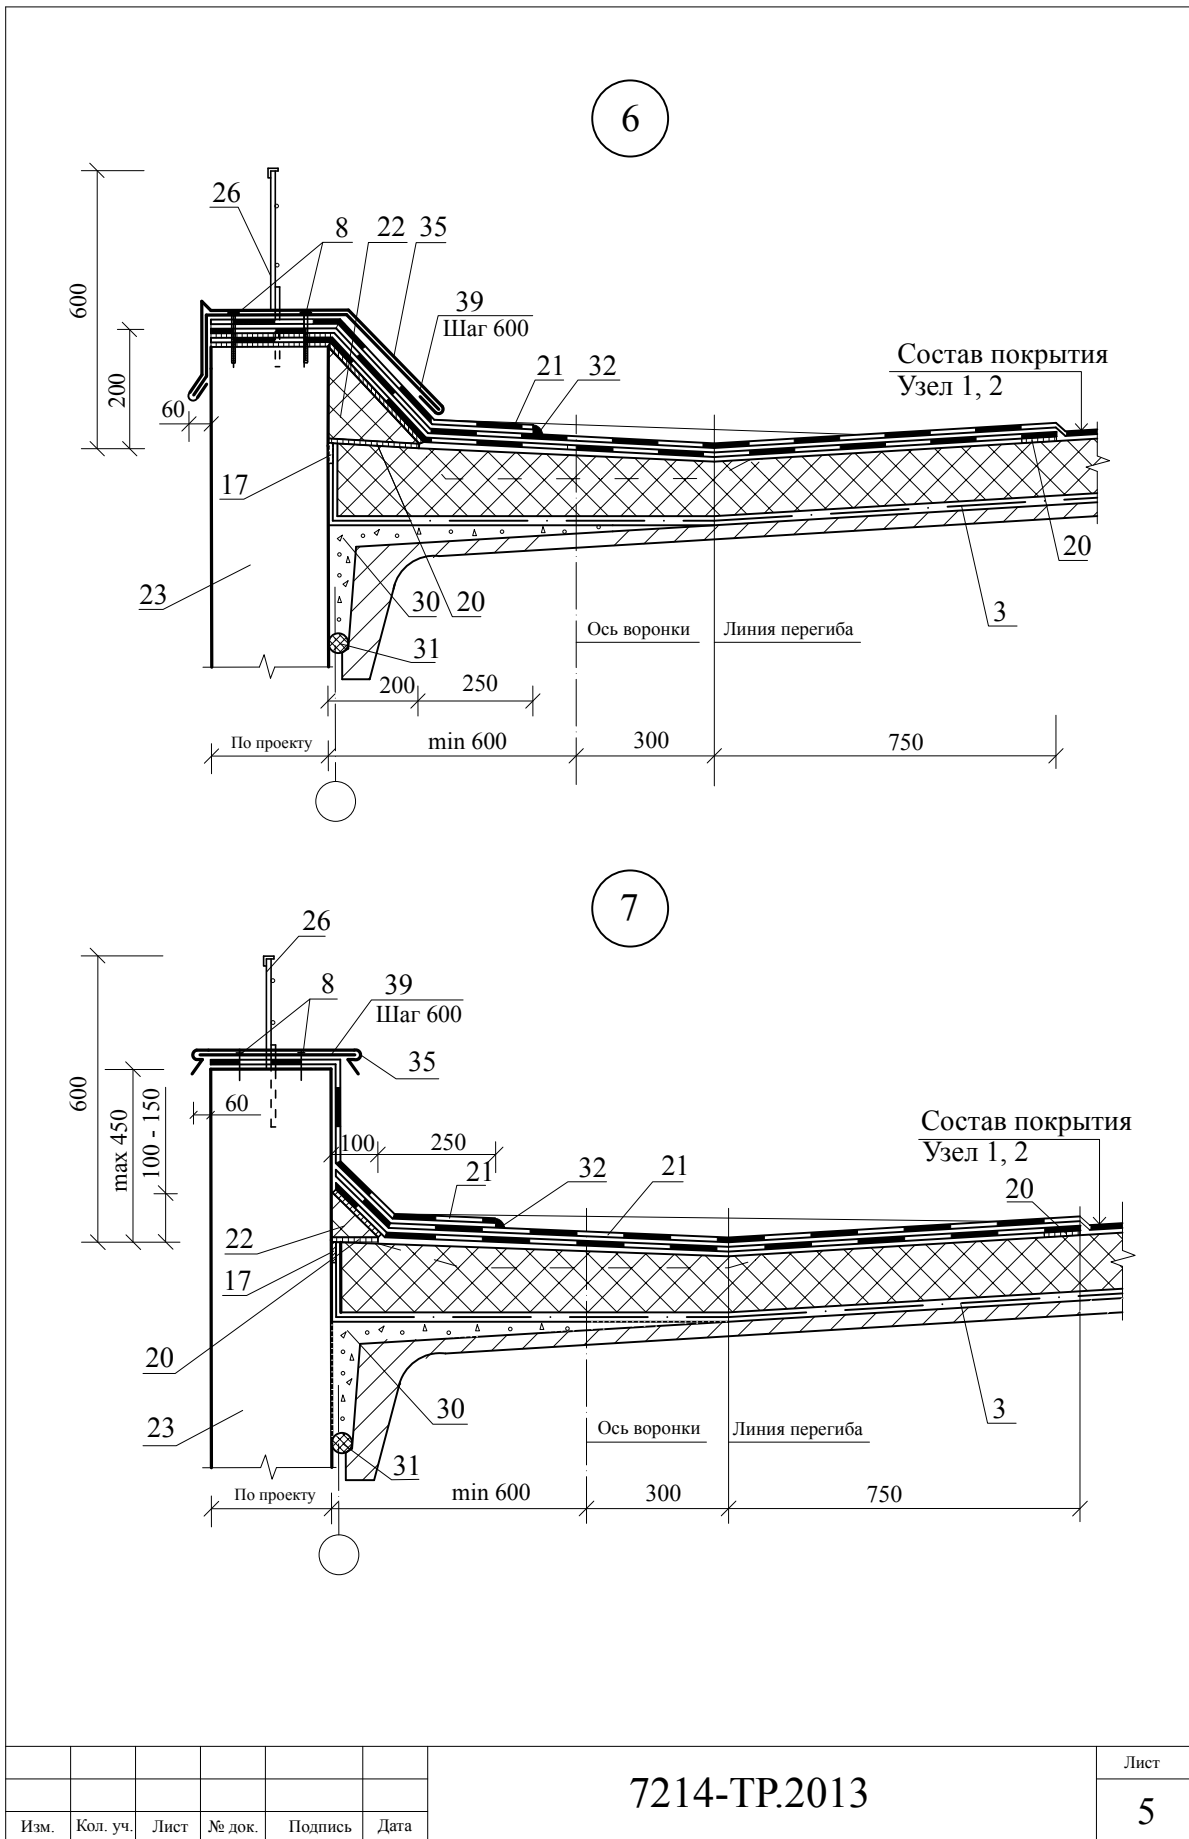 6
26
8
22
35
39
Шаг 600
600
200
60
21
32
Состав покрытия
Узел 1, 2
17
23
30
20
31
20
3
Ось воронки
Линия перегиба
200
250
По проекту
min 600
300
750
7
26
8
39
Шаг 600
35
600
max 450
100 - 150
60
100
250
21
32
21
Состав покрытия
Узел 1, 2
20
22
17
20
23
30
31
3
Ось воронки
Линия перегиба
По проекту
min 600
300
750
7214-ТР.2013
Лист
5
Изм.
Кол. уч.
Лист
№ док.
Подпись
Дата